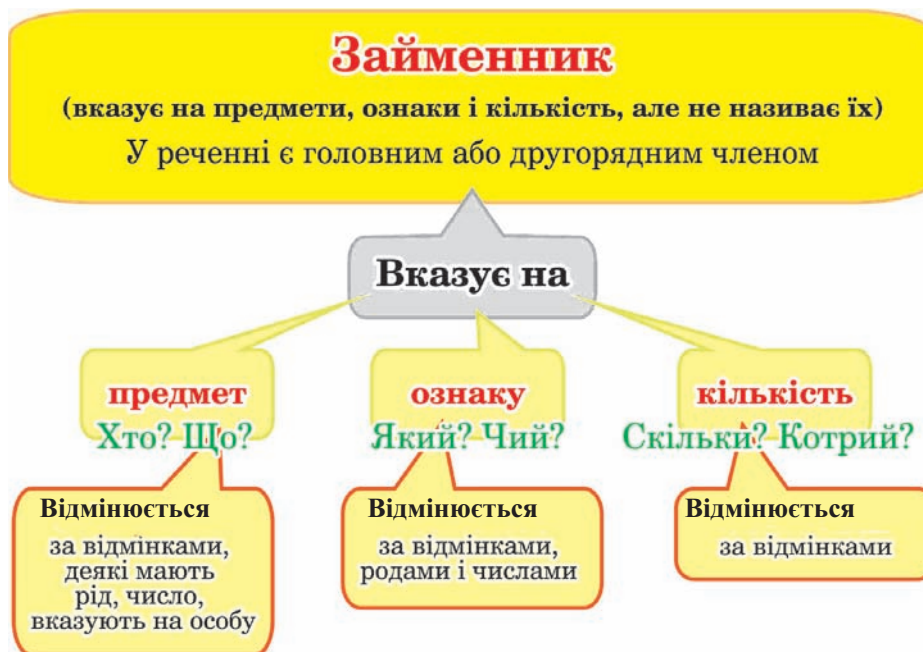 Займенник
(вказує на предмети, ознаки і кількість, але не називає їх)
У реченні є головним або другорядним членом
Вказує на
предмет
Хто? Що?
ознаку
Який? Чий?
кількість
Скільки? Котрий?
Відмінюється
за відмінками,
деякі мають
рід, число,
вказують на особу
Відмінюється
за відмінками,
родами і числами
Відмінюється
за відмінками